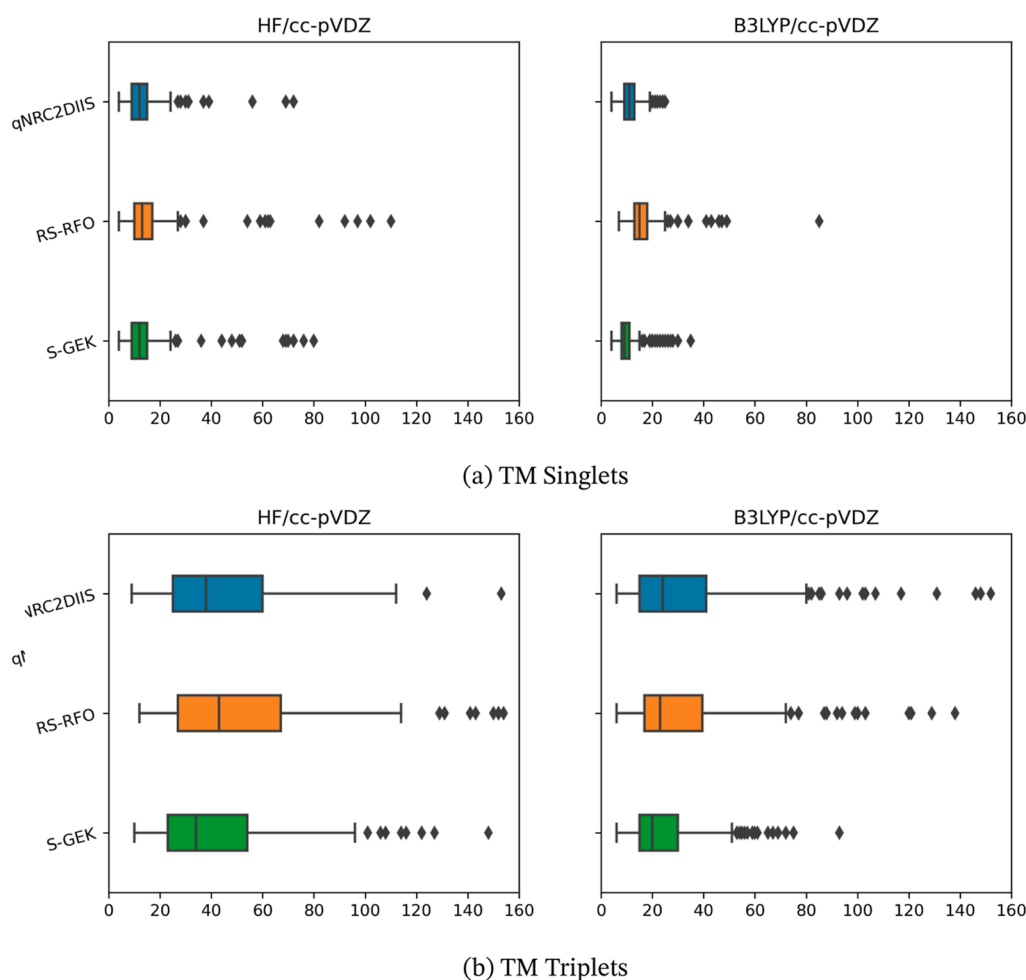 HF/cc-pVDZ B3LYP/cc-pVDZ
qNRC2DIIS
RS-RFO
S-GEK
0 20 40 60 80 100 120 140 160 0 20 40 60 80 100 120 140 160
(a) TM Singlets
HF/cc-pVDZ B3LYP/cc-pVDZ
NRC2DIIS
qN
RS-RFO
S-GEK
0 20 40 60 80 100 120 140 160 0 20 40 60 80 100 120 140 160
(b) TM Triplets